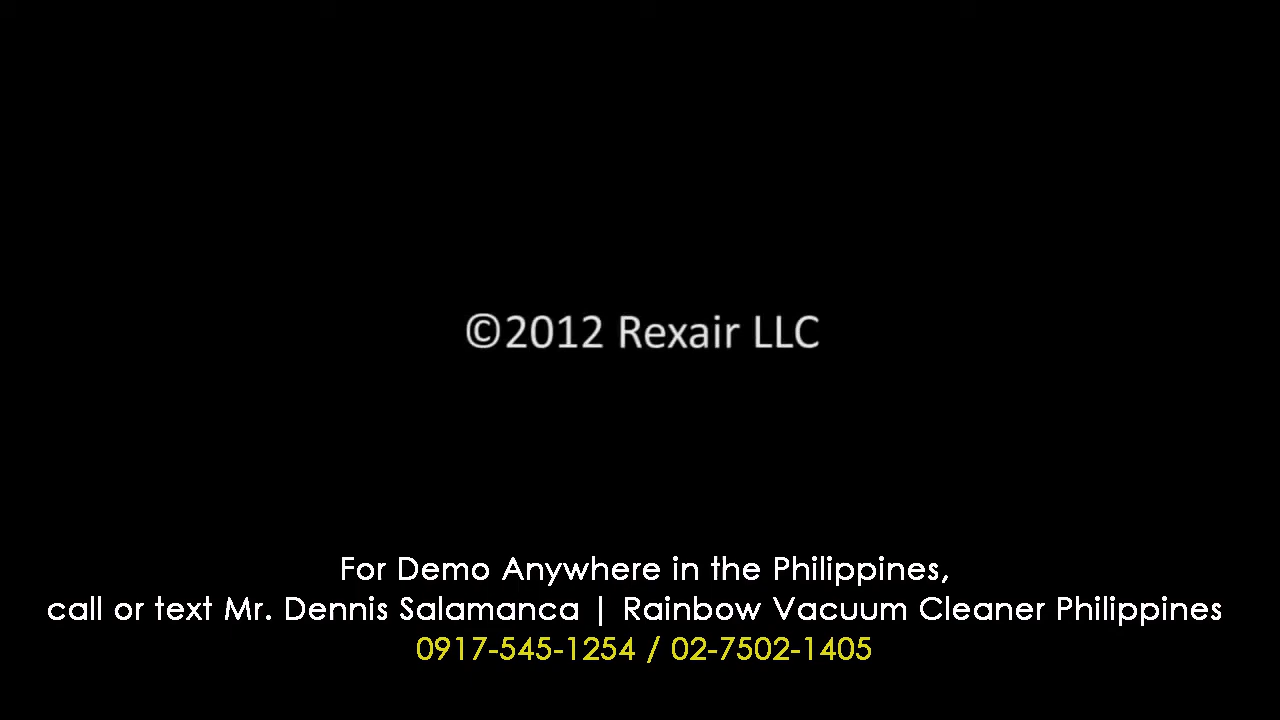 ©2012 Rexair LLC
For Demo Anywhere in the Philippines,
call or text Mr. Dennis Salamanca | Rainbow Vacuum Cleaner Philippines
0917-545-1254 / 02-7502-1405